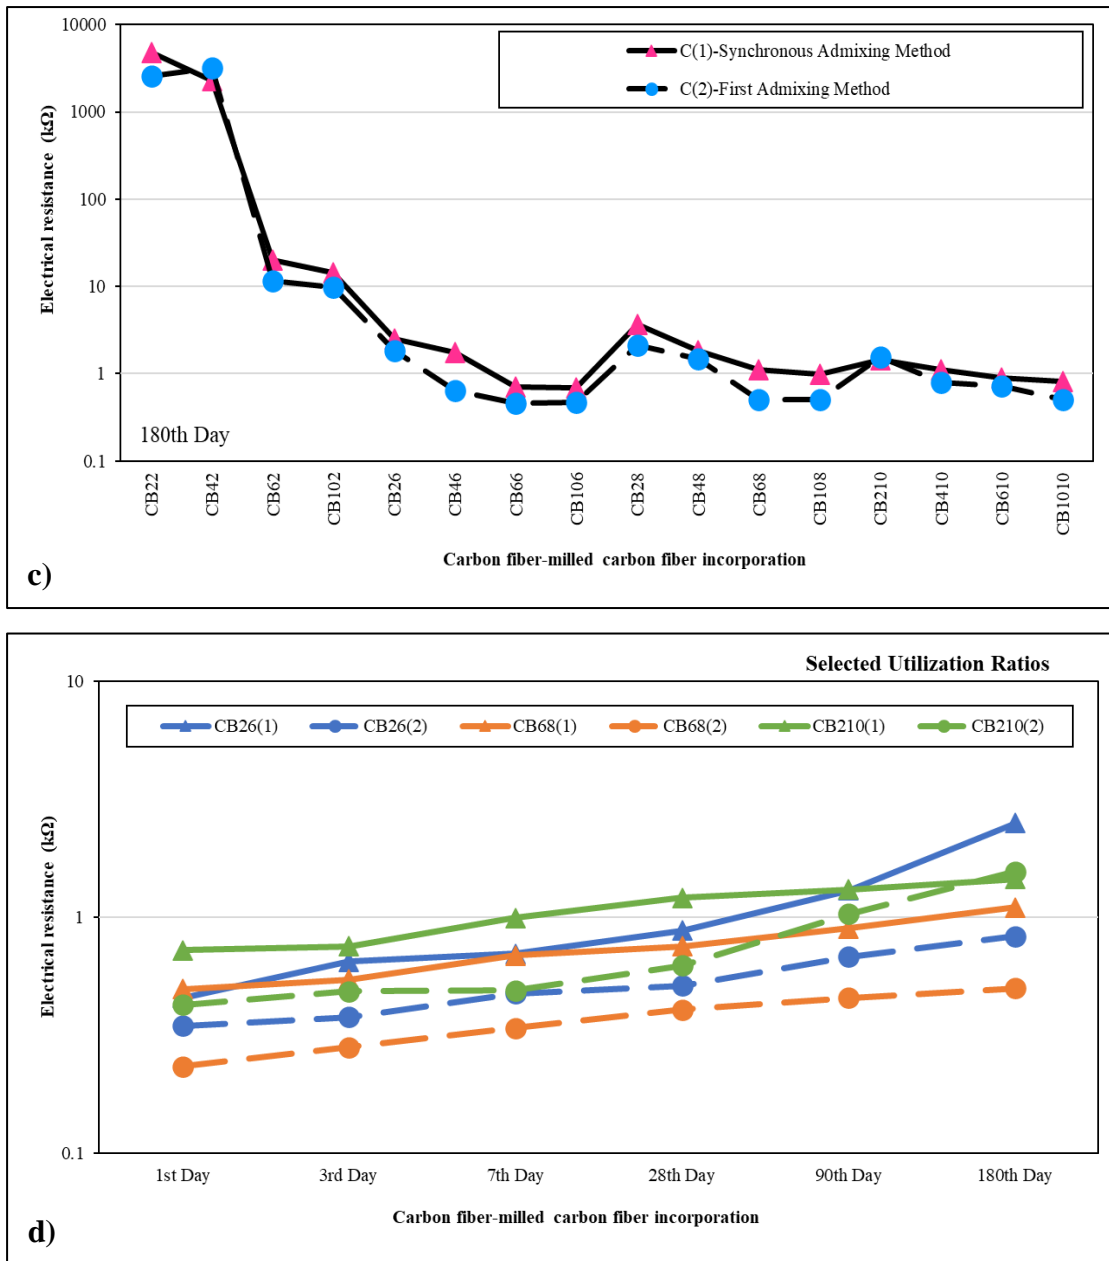 10000
1000
100
10
1
0.1
Electrical resistance (kΩ)
C(1)-Synchronous Admixing Method
C(2)-First Admixing Method
180th Day
CB22
CB42
CB62
CB102
CB26
CB46
CB66
CB106
CB28
CB48
CB68
CB108
CB210
CB410
CB610
CB1010
Carbon fiber-milled carbon fiber incorporation
c)
Selected Utilization Ratios
10
1
0.1
Electrical resistance (kΩ)
CB26(1) CB26(2) CB68(1) CB68(2) CB210(1) CB210(2)
1st Day 3rd Day 7th Day 28th Day 90th Day 180th Day
Carbon fiber-milled carbon fiber incorporation
d)